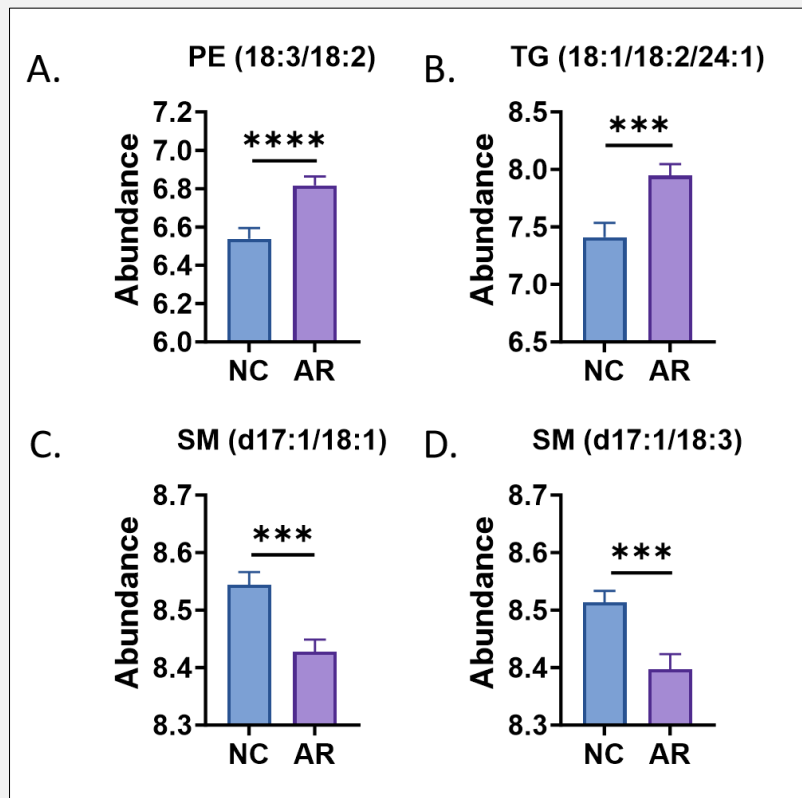 A.
PE (18:3/18:2)
Abundance
7.2
7.0
6.8
6.6
6.4
6.2
6.0
****
NC AR
B.
TG (18:1/18:2/24:1)
Abundance
8.5
8.0
7.5
7.0
6.5
***
NC AR
C.
SM (d17:1/18:1)
Abundance
8.7
8.6
8.5
8.4
8.3
***
NC AR
D.
SM (d17:1/18:3)
Abundance
8.7
8.6
8.5
8.4
8.3
***
NC AR